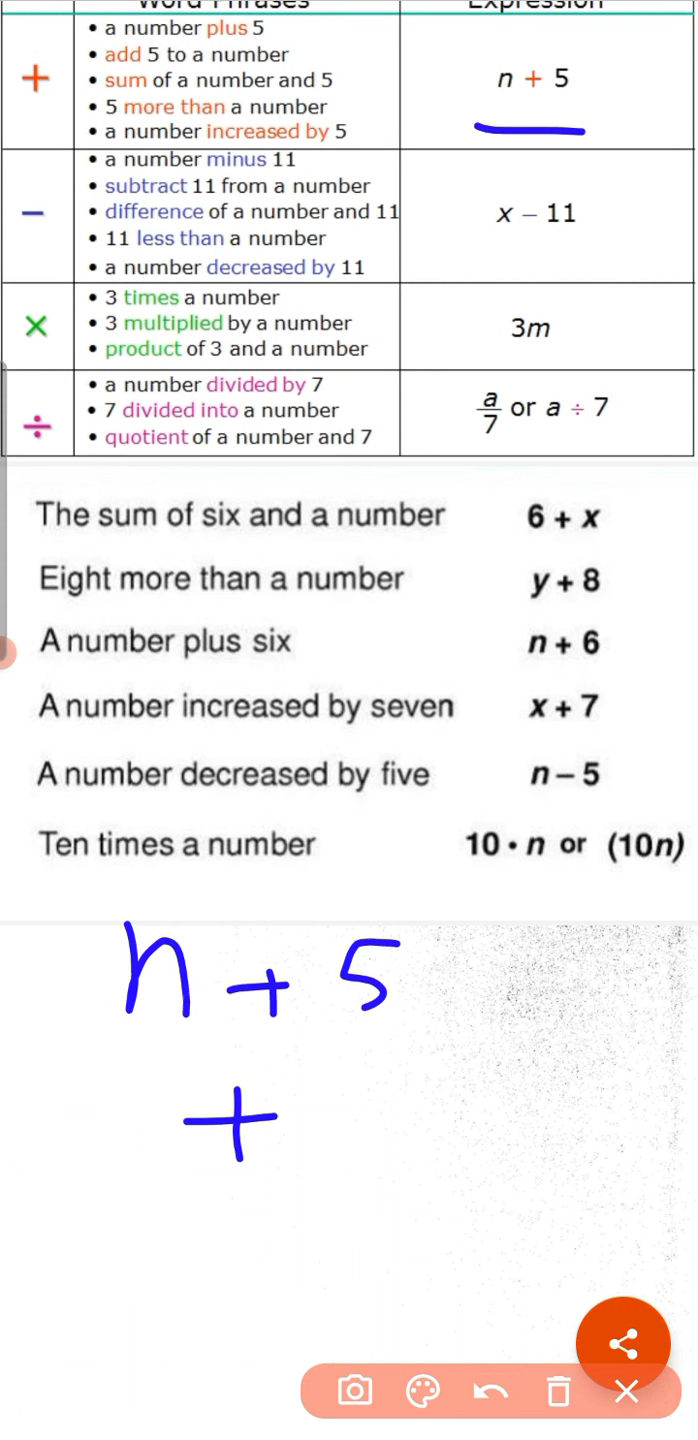 Word Phrases Expression
+
• a number plus 5
• add 5 to a number
• sum of a number and 5
• 5 more than a number
• a number increased by 5
n + 5
−
• a number minus 11
• subtract 11 from a number
• difference of a number and 11
• 11 less than a number
• a number decreased by 11
x – 11
×
• 3 times a number
• 3 multiplied by a number
• product of 3 and a number
3m
÷
• a number divided by 7
• 7 divided into a number
• quotient of a number and 7
a/7 or a ÷ 7
The sum of six and a number 6 + x
Eight more than a number y + 8
A number plus six n + 6
A number increased by seven x + 7
A number decreased by five n – 5
Ten times a number 10 • n or (10n)
n + 5
+